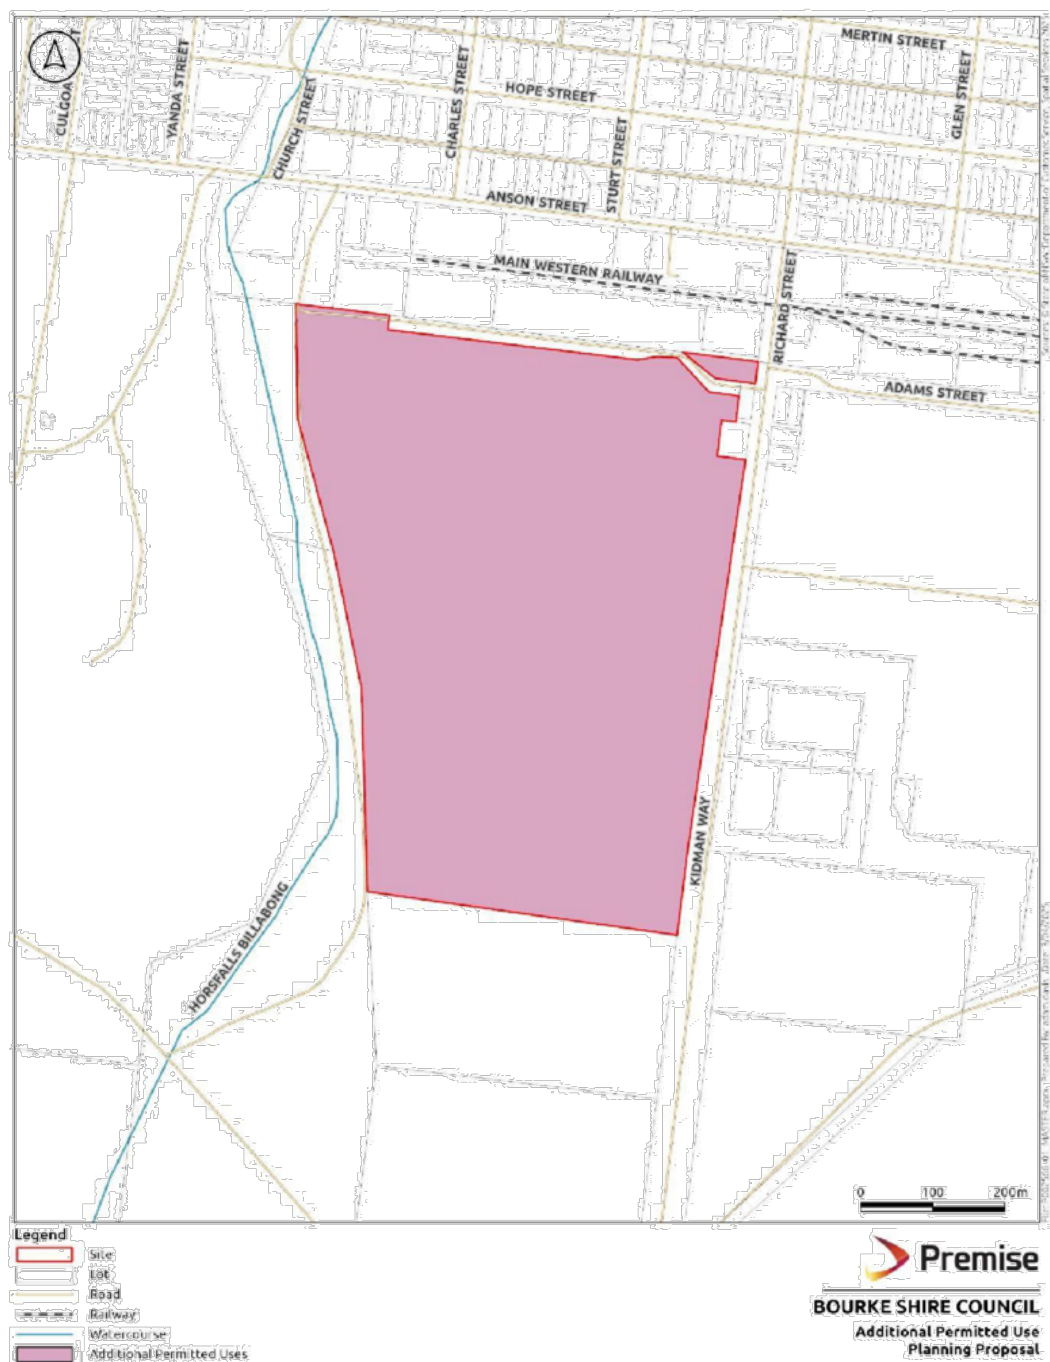 MERTIN STREET
CULGOA
YANDA STREET
CHURCH STREET
CHARLES STREET
HOPE STREET
STURT STREET
GLEN STREET
ANSON STREET
MAIN WESTERN RAILWAY
RICHARD STREET
ADAMS STREET
KIDMAN WAY
HORSFALLS BILLABONG
0 100 200m
Legend
Site
Lot
Road
Railway
Watercourse
Additional Permitted Uses
Premise
BOURKE SHIRE COUNCIL
Additional Permitted Use
Planning Proposal